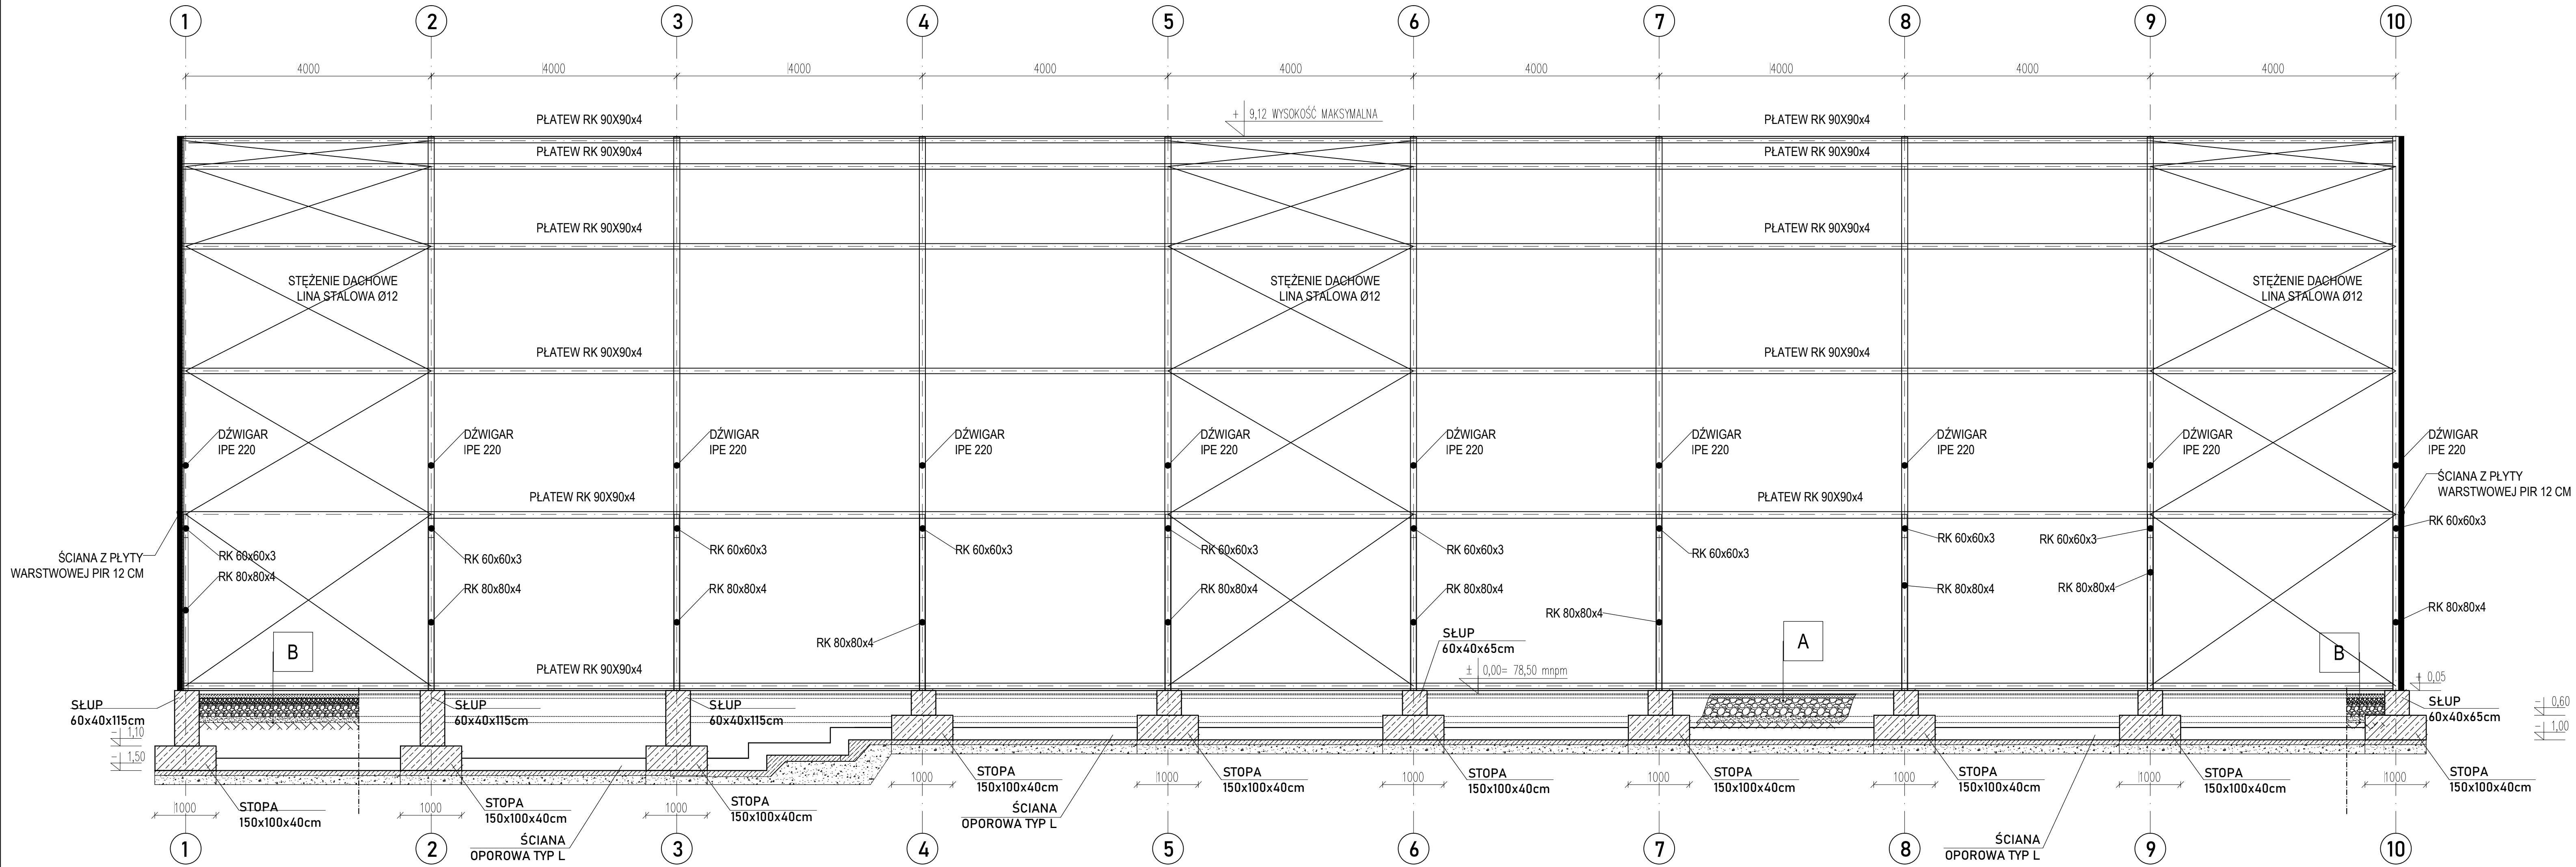 1 2 3 4 5 6 7 8 9 10
4000 4000 4000 4000 4000 4000 4000 4000 4000
+ 9,12 WYSOKOŚĆ MAKSYMALNA
PŁATEW RK 90X90x4 PŁATEW RK 90X90x4
PŁATEW RK 90X90x4 PŁATEW RK 90X90x4
PŁATEW RK 90X90x4 PŁATEW RK 90X90x4
STĘŻENIE DACHOWE STĘŻENIE DACHOWE STĘŻENIE DACHOWE
LINA STALOWA Ø12 LINA STALOWA Ø12 LINA STALOWA Ø12
PŁATEW RK 90X90x4 PŁATEW RK 90X90x4
DŹWIGAR DŹWIGAR DŹWIGAR DŹWIGAR DŹWIGAR DŹWIGAR DŹWIGAR DŹWIGAR DŹWIGAR DŹWIGAR
IPE 220 IPE 220 IPE 220 IPE 220 IPE 220 IPE 220 IPE 220 IPE 220 IPE 220 IPE 220
ŚCIANA Z PŁYTY
WARSTWOWEJ PIR 12 CM
PŁATEW RK 90X90x4 PŁATEW RK 90X90x4
RK 60x60x3
RK 60x60x3 RK 60x60x3
ŚCIANA Z PŁYTY
WARSTWOWEJ PIR 12 CM
RK 60x60x3 RK 60x60x3 RK 60x60x3 RK 60x60x3 RK 60x60x3 RK 60x60x3 RK 60x60x3
RK 80x80x4 RK 80x80x4 RK 80x80x4 RK 80x80x4 RK 80x80x4 RK 80x80x4 RK 80x80x4
RK 80x80x4 RK 80x80x4 RK 80x80x4
B A B
SŁUP
60x40x65cm
PŁATEW RK 90X90x4
± 0,00= 78,50 mnpm
+ 0,05
SŁUP SŁUP SŁUP SŁUP
60x40x115cm 60x40x115cm 60x40x115cm 60x40x65cm
- 0,60
- 1,00
- 1,10
- 1,50
1000 1000 1000 1000 1000 1000 1000
STOPA STOPA STOPA STOPA STOPA STOPA STOPA
150x100x40cm 150x100x40cm 150x100x40cm 150x100x40cm 150x100x40cm 150x100x40cm 150x100x40cm
1000 1000 1000
STOPA STOPA STOPA
150x100x40cm 150x100x40cm 150x100x40cm
ŚCIANA
OPOROWA TYP L
ŚCIANA
OPOROWA TYP L
ŚCIANA
OPOROWA TYP L
1 2 3 4 5 6 7 8 9 10